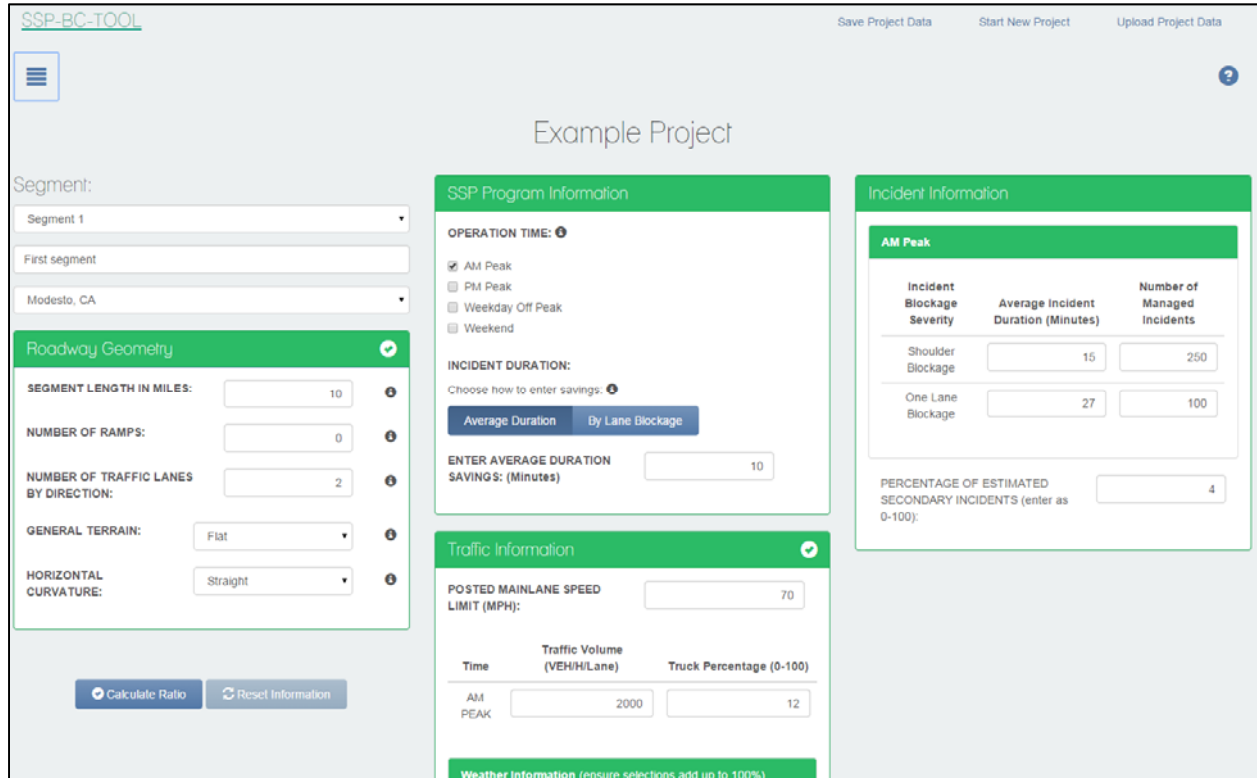 SSP-BC-TOOL
Save Project Data
Start New Project
Upload Project Data
Example Project
Segment:
Segment 1
First segment
Modesto, CA
Roadway Geometry
SEGMENT LENGTH IN MILES:
10
NUMBER OF RAMPS:
0
NUMBER OF TRAFFIC LANES
BY DIRECTION:
2
GENERAL TERRAIN:
Flat
HORIZONTAL
CURVATURE:
Straight
Calculate Ratio
Reset Information
SSP Program Information
OPERATION TIME:
AM Peak
PM Peak
Weekday Off Peak
Weekend
INCIDENT DURATION:
Choose how to enter savings:
Average Duration
By Lane Blockage
ENTER AVERAGE DURATION
SAVINGS: (Minutes)
10
Traffic Information
POSTED MAINLANE SPEED
LIMIT (MPH):
70
Time
Traffic Volume
(VEH/H/Lane)
Truck Percentage (0-100)
AM
PEAK
2000
12
Weather Information (ensure selections add up to 100%)
Incident Information
AM Peak
Incident
Blockage
Severity
Average Incident
Duration (Minutes)
Number of
Managed
Incidents
Shoulder
Blockage
15
250
One Lane
Blockage
27
100
PERCENTAGE OF ESTIMATED
SECONDARY INCIDENTS (enter as
0-100):
4